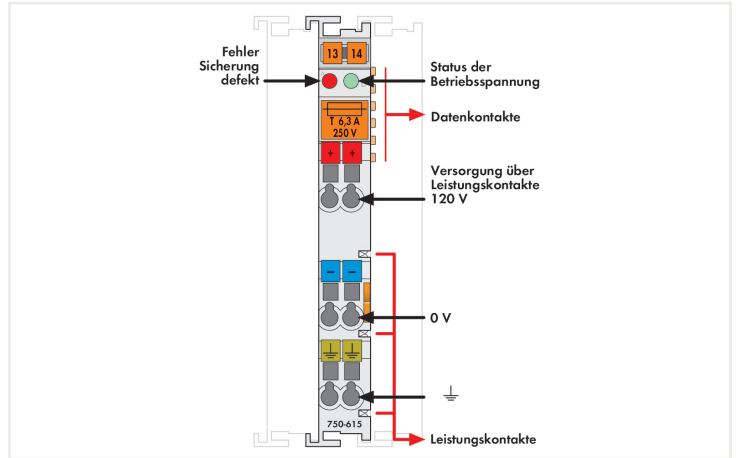 13 14
Fehler
Sicherung
defekt
Status der
Betriebsspannung
T 6,3 A
250 V
Datenkontakte
+ +
Versorgung über
Leistungskontakte
120 V
– –
0 V
750-615
Leistungskontakte